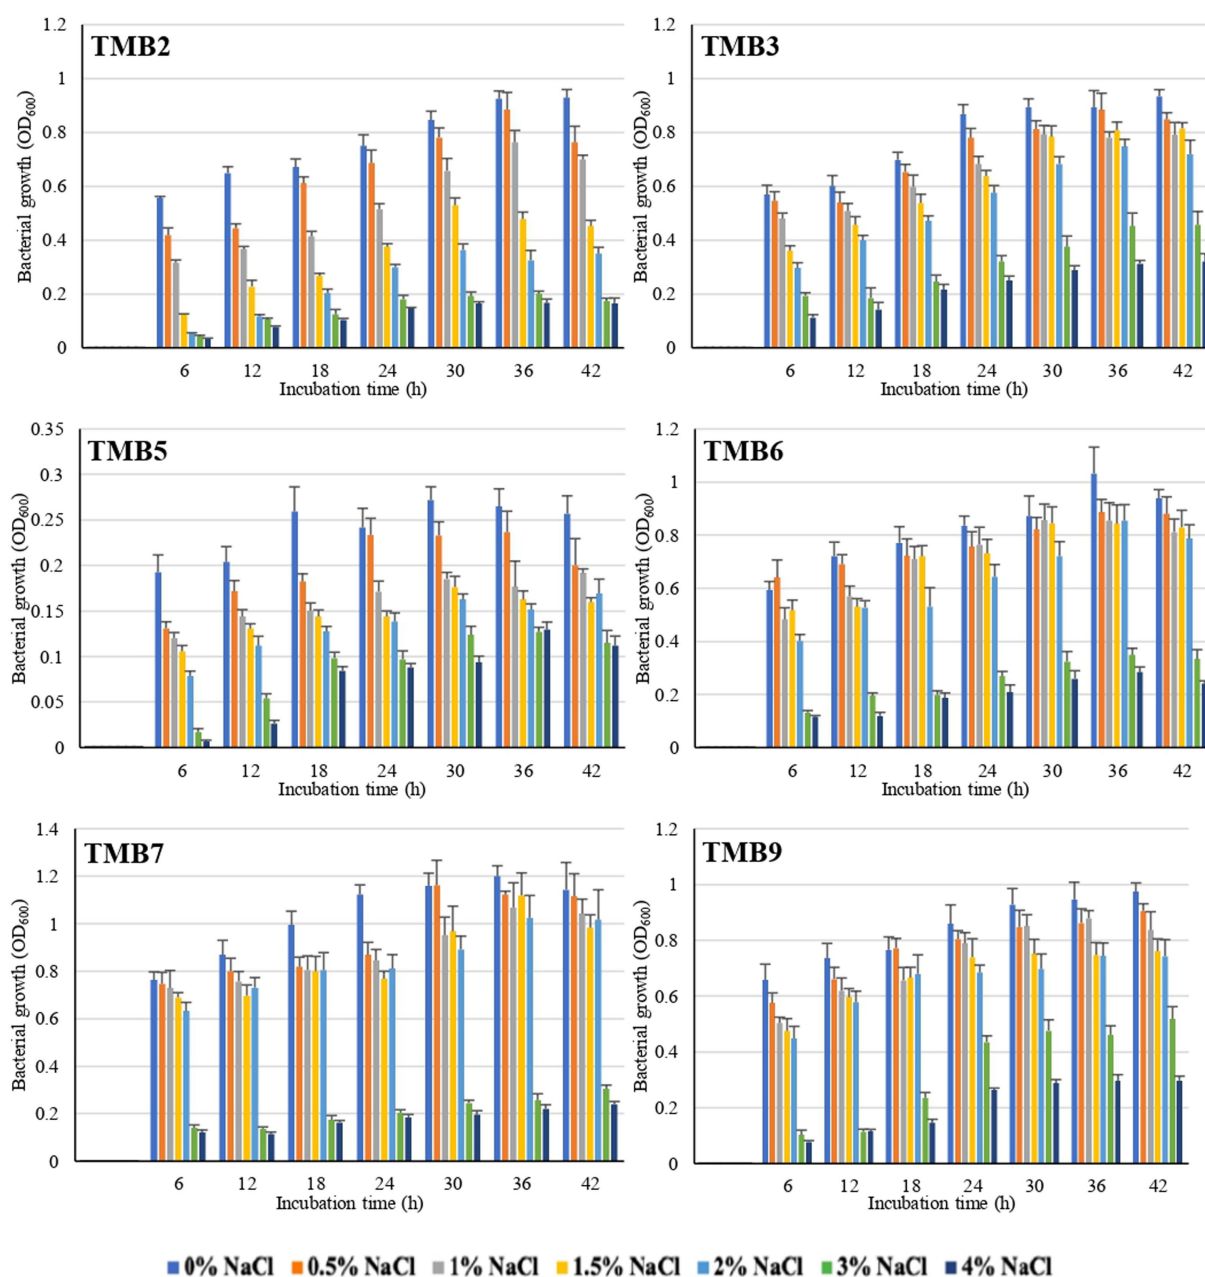 TMB2
1.2
1
0.8
0.6
0.4
0.2
0
Bacterial growth (OD600)
6 12 18 24 30 36 42
Incubation time (h)
TMB3
1.2
1
0.8
0.6
0.4
0.2
0
Bacterial growth (OD600)
6 12 18 24 30 36 42
Incubation time (h)
TMB5
0.35
0.3
0.25
0.2
0.15
0.1
0.05
0
Bacterial growth (OD600)
6 12 18 24 30 36 42
Incubation time (h)
TMB6
1.2
1
0.8
0.6
0.4
0.2
0
Bacterial growth (OD600)
6 12 18 24 30 36 42
Incubation time (h)
TMB7
1.4
1.2
1
0.8
0.6
0.4
0.2
0
Bacterial growth (OD600)
6 12 18 24 30 36 42
Incubation time (h)
TMB9
1.2
1
0.8
0.6
0.4
0.2
0
Bacterial growth (OD600)
6 12 18 24 30 36 42
Incubation time (h)
0% NaCl 0.5% NaCl 1% NaCl 1.5% NaCl 2% NaCl 3% NaCl 4% NaCl